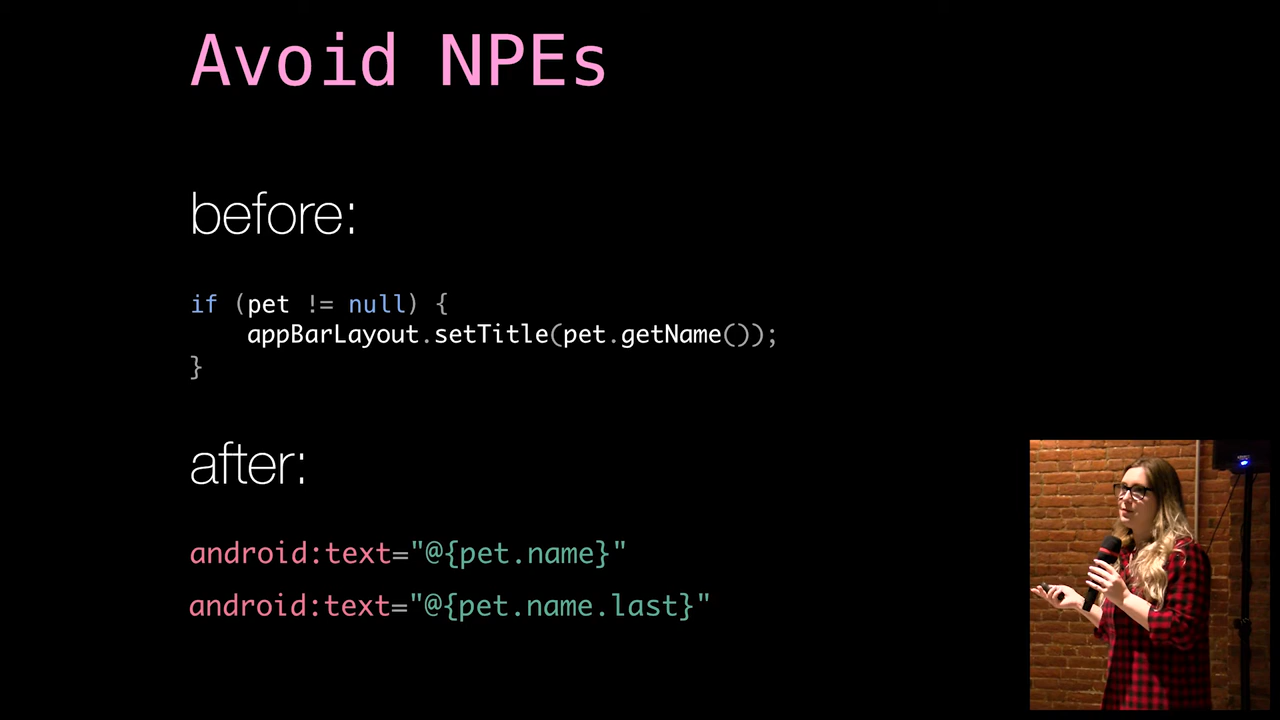 Avoid NPEs
before:
if (pet != null) {
    appBarLayout.setTitle(pet.getName());
}
after:
android:text="@{pet.name}"
android:text="@{pet.name.last}"